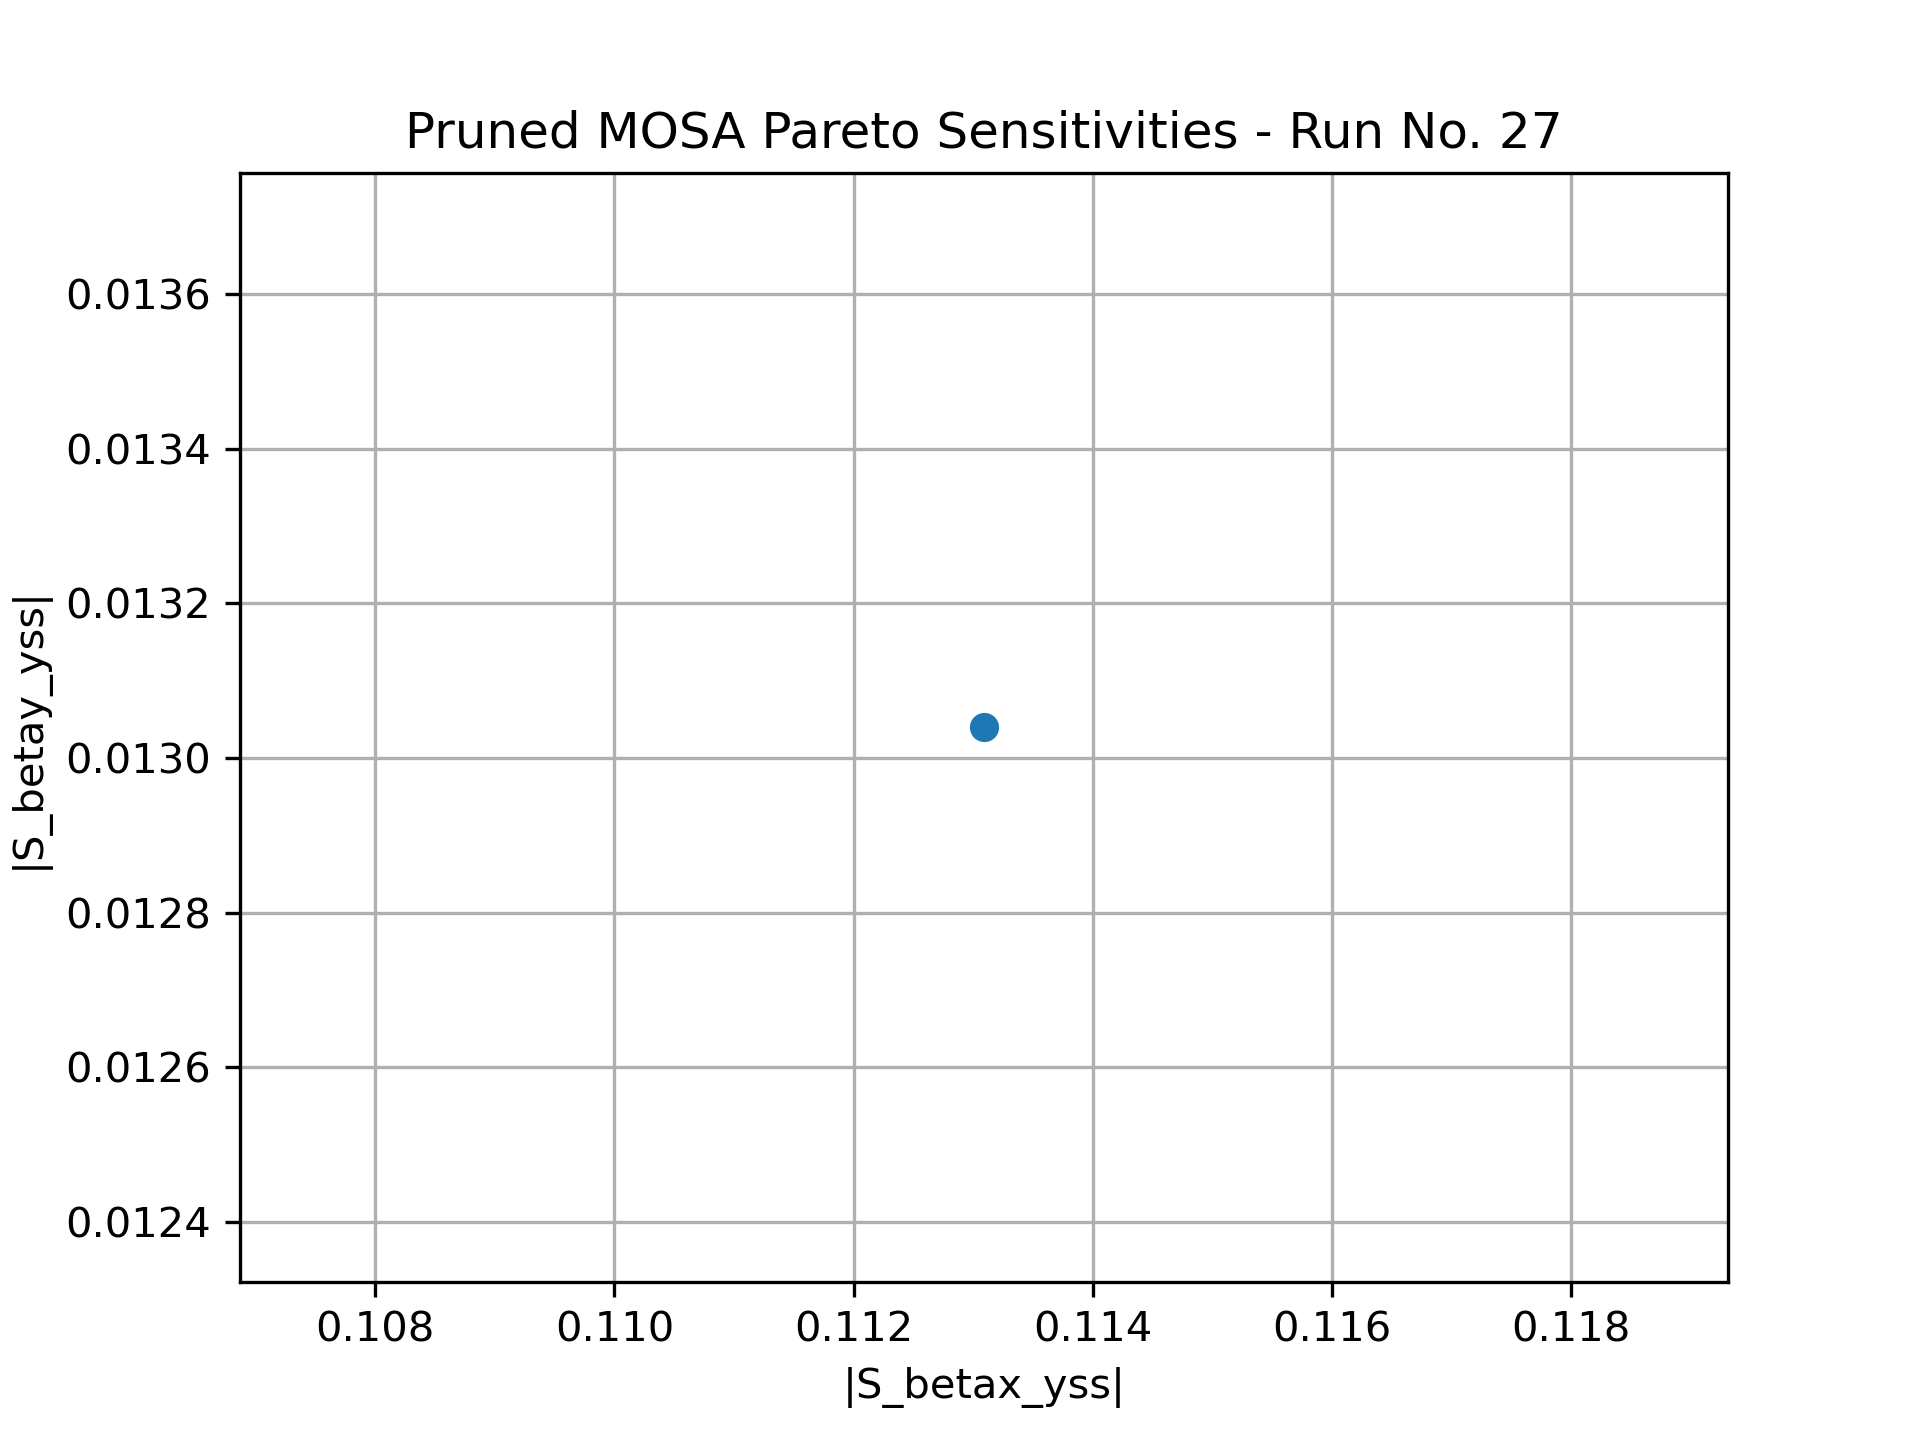 Pruned MOSA Pareto Sensitivities - Run No. 27
|S_betay_yss|
0.0136
0.0134
0.0132
0.0130
0.0128
0.0126
0.0124
0.108 0.110 0.112 0.114 0.116 0.118
|S_betax_yss|